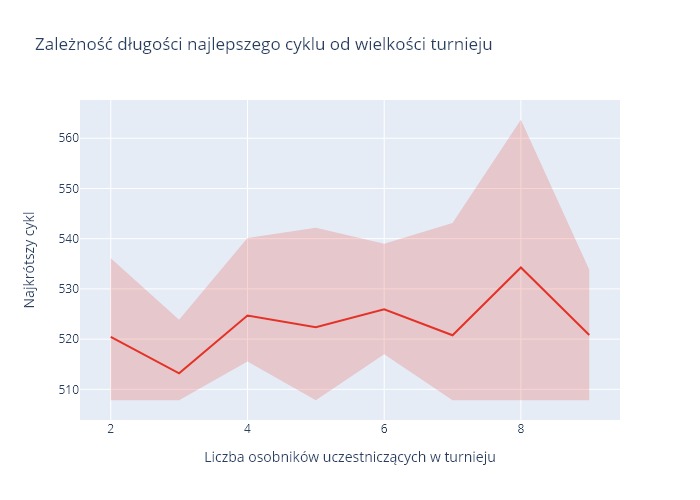 Zależność długości najlepszego cyklu od wielkości turnieju
560
550
540
530
520
510
Najkrótszy cykl
2 4 6 8
Liczba osobników uczestniczących w turnieju